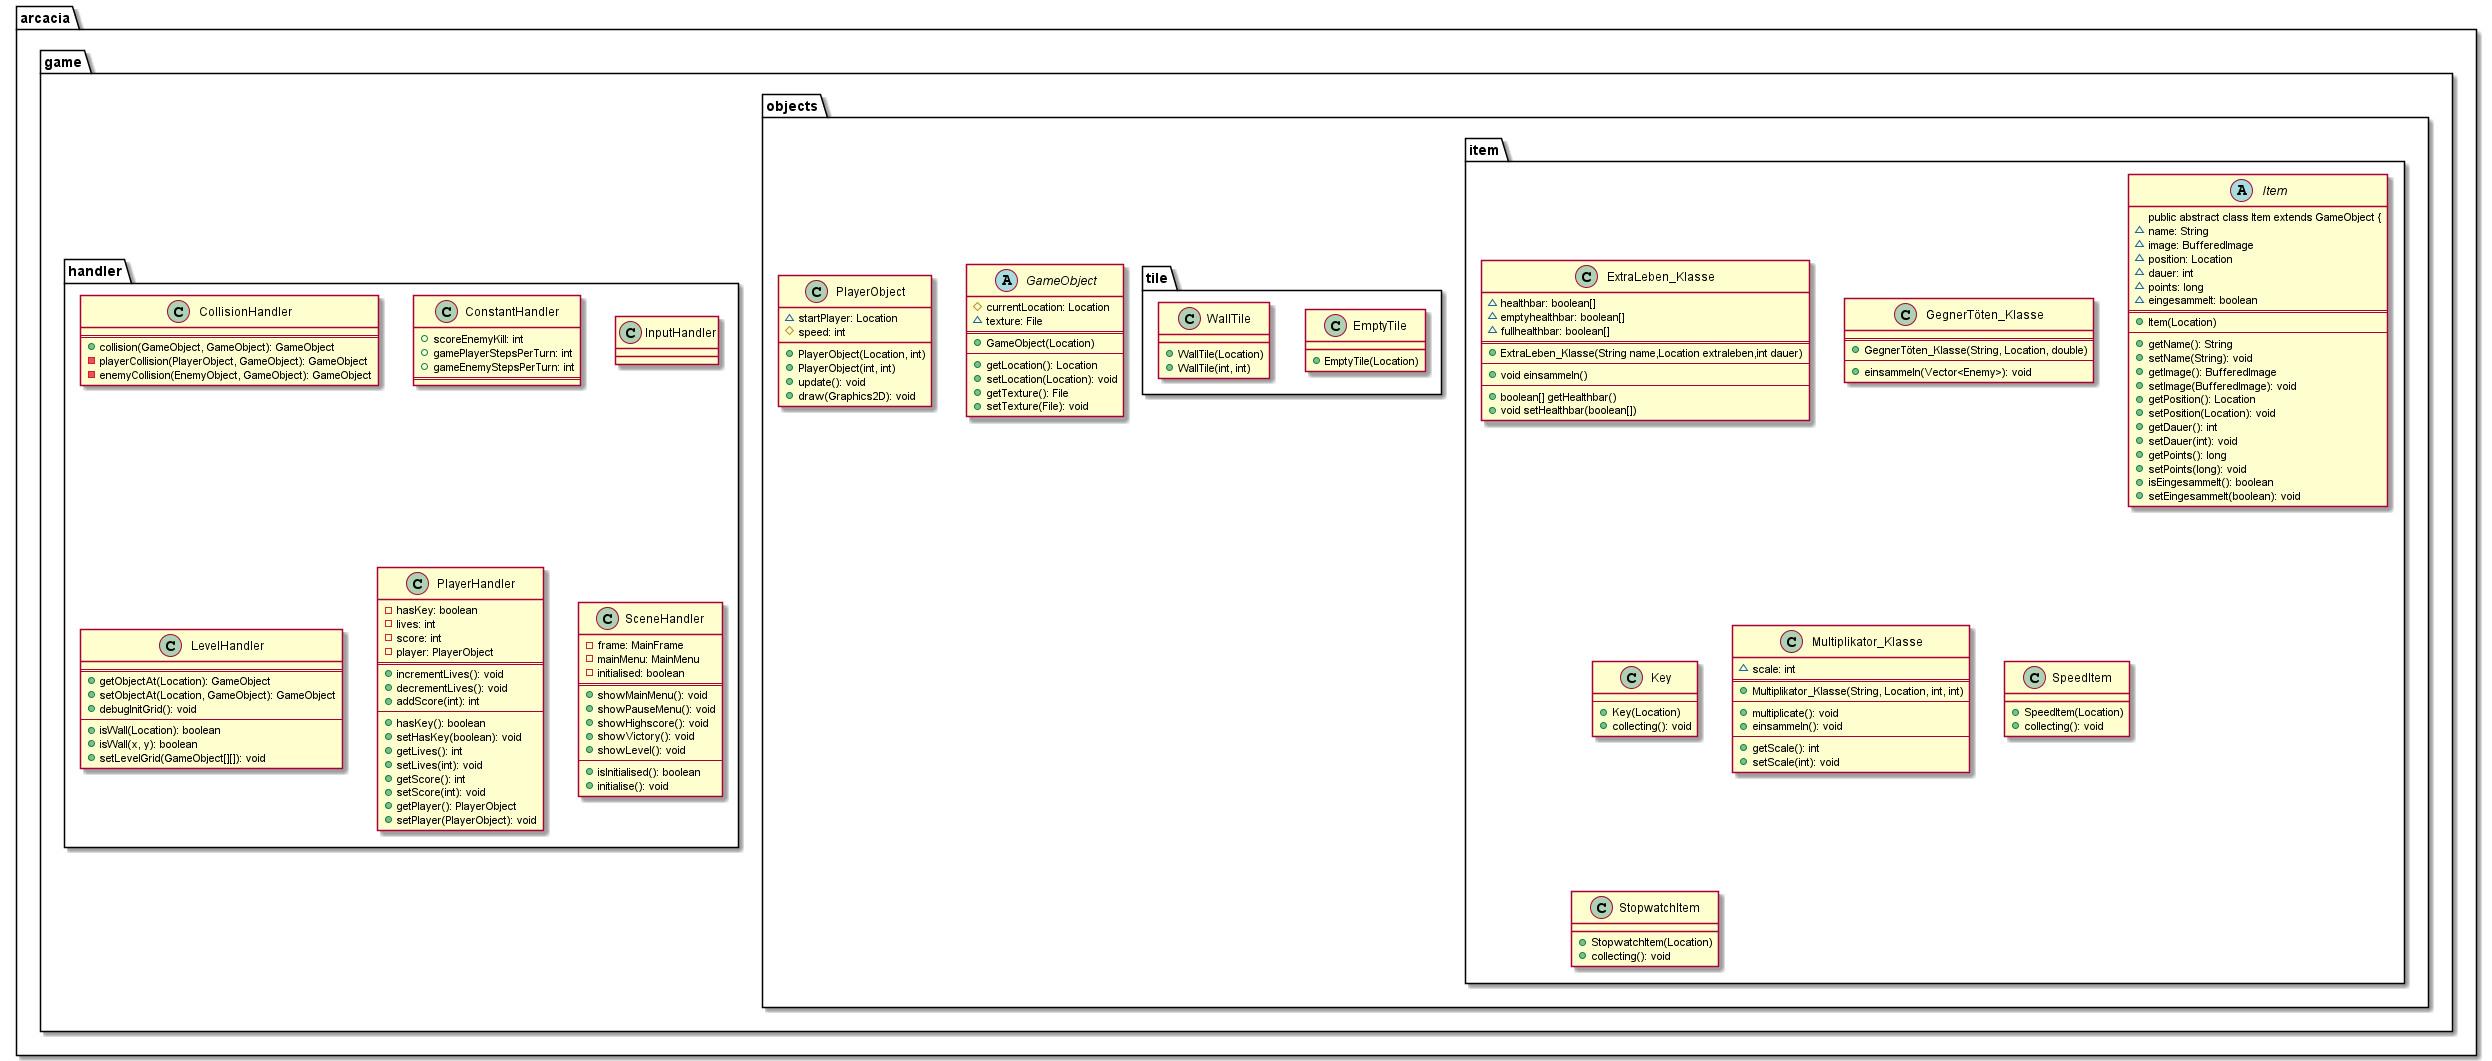 arcacia
game
handler
CollisionHandler
collision(GameObject, GameObject): GameObject
playerCollision(PlayerObject, GameObject): GameObject
enemyCollision(EnemyObject, GameObject): GameObject
ConstantHandler
scoreEnemyKill: int
gamePlayerStepsPerTurn: int
gameEnemyStepsPerTurn: int
InputHandler
LevelHandler
getObjectAt(Location): GameObject
setObjectAt(Location, GameObject): GameObject
debugInitGrid(): void
isWall(Location): boolean
isWall(x, y): boolean
setLevelGrid(GameObject[][]): void
PlayerHandler
hasKey: boolean
lives: int
score: int
player: PlayerObject
incrementLives(): void
decrementLives(): void
addScore(int): int
hasKey(): boolean
setHasKey(boolean): void
getLives(): int
setLives(int): void
getScore(): int
setScore(int): void
getPlayer(): PlayerObject
setPlayer(PlayerObject): void
SceneHandler
frame: MainFrame
mainMenu: MainMenu
initialised: boolean
showMainMenu(): void
showPauseMenu(): void
showHighscore(): void
showVictory(): void
showLevel(): void
isInitialised(): boolean
initialise(): void
objects
PlayerObject
startPlayer: Location
speed: int
PlayerObject(Location, int)
PlayerObject(int, int)
update(): void
draw(Graphics2D): void
GameObject
currentLocation: Location
texture: File
GameObject(Location)
getLocation(): Location
setLocation(Location): void
getTexture(): File
setTexture(File): void
tile
WallTile
WallTile(Location)
WallTile(int, int)
EmptyTile
EmptyTile(Location)
item
ExtraLeben_Klasse
healthbar: boolean[]
emptyhealthbar: boolean[]
fullhealthbar: boolean[]
ExtraLeben_Klasse(String name,Location extraleben,int dauer)
void einsammeln()
boolean[] getHealthbar()
void setHealthbar(boolean[])
GegnerTöten_Klasse
GegnerTöten_Klasse(String, Location, double)
einsammeln(Vector<Enemy>): void
Item
public abstract class Item extends GameObject {
name: String
image: BufferedImage
position: Location
dauer: int
points: long
eingesammelt: boolean
Item(Location)
getName(): String
setName(String): void
getImage(): BufferedImage
setImage(BufferedImage): void
getPosition(): Location
setPosition(Location): void
getDauer(): int
setDauer(int): void
getPoints(): long
setPoints(long): void
isEingesammelt(): boolean
setEingesammelt(boolean): void
Key
Key(Location)
collecting(): void
Multiplikator_Klasse
scale: int
Multiplikator_Klasse(String, Location, int, int)
multiplicate(): void
einsammeln(): void
getScale(): int
setScale(int): void
SpeedItem
SpeedItem(Location)
collecting(): void
StopwatchItem
StopwatchItem(Location)
collecting(): void